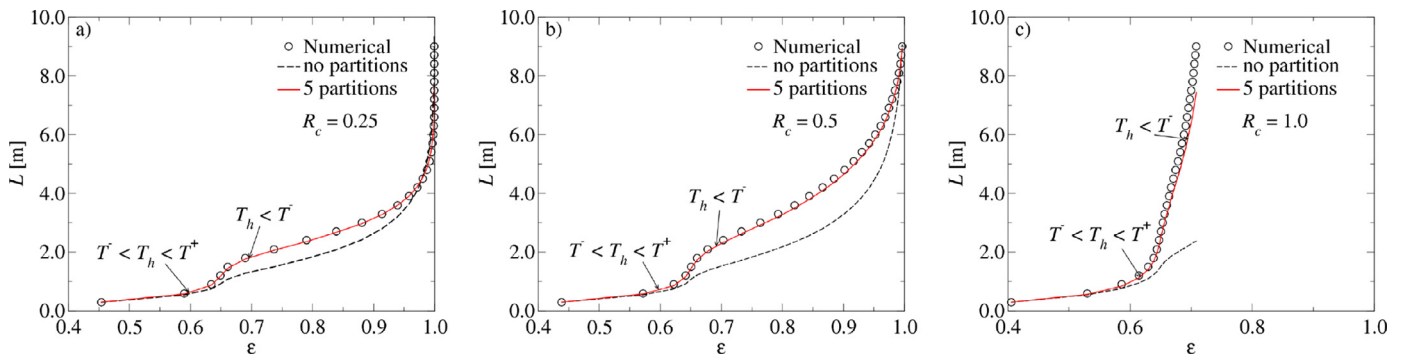 a)
10.0
8.0
6.0
4.0
2.0
0.0
L [m]
Numerical
no partitions
5 partitions
R_c = 0.25
T_h < T^-
T^- < T_h < T^+
0.4 0.5 0.6 0.7 0.8 0.9 1.0
ε
b)
10.0
8.0
6.0
4.0
2.0
0.0
L [m]
Numerical
no partitions
5 partitions
R_c = 0.5
T_h < T^-
T^- < T_h < T^+
0.4 0.5 0.6 0.7 0.8 0.9 1.0
ε
c)
10.0
8.0
6.0
4.0
2.0
0.0
L [m]
Numerical
no partition
5 partitions
R_c = 1.0
T_h < T^-
T^- < T_h < T^+
0.4 0.6 0.8 1.0
ε